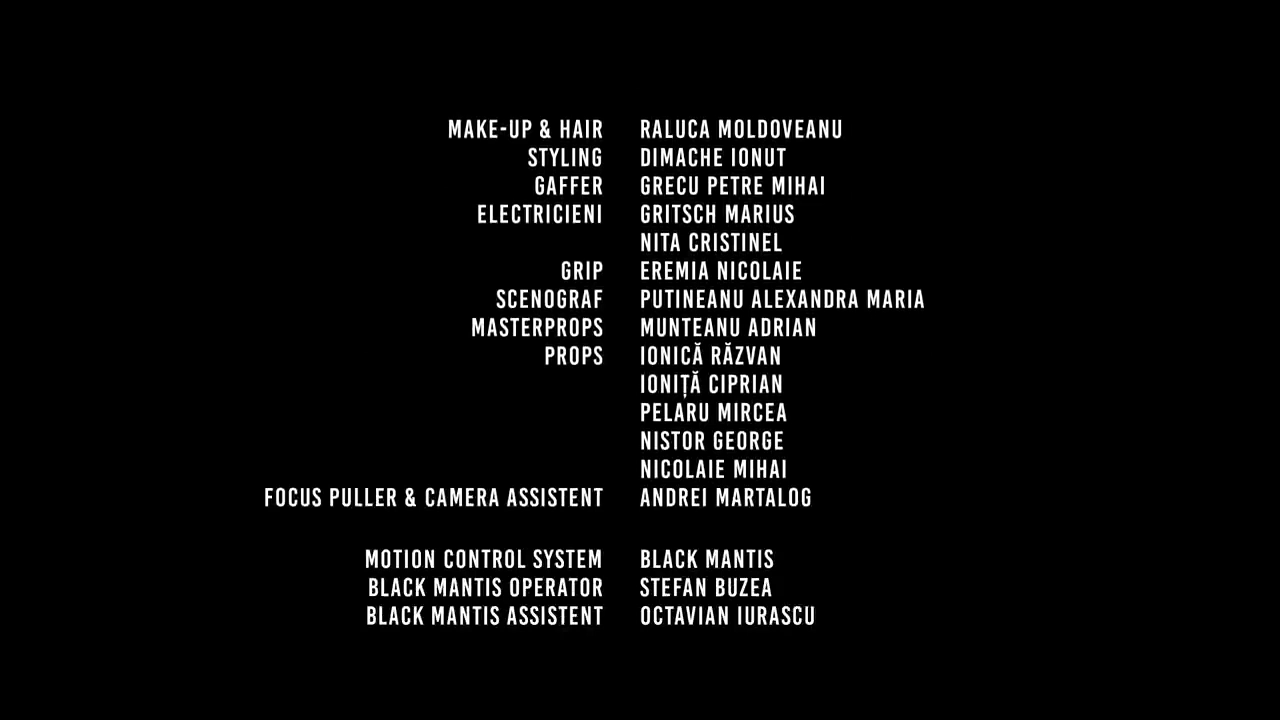 MAKE-UP & HAIR RALUCA MOLDOVEANU
STYLING DIMACHE IONUT
GAFFER GRECU PETRE MIHAI
ELECTRICIENI GRITSCH MARIUS
NITA CRISTINEL
GRIP EREMIA NICOLAIE
SCENOGRAF PUTINEANU ALEXANDRA MARIA
MASTERPROPS MUNTEANU ADRIAN
PROPS IONICĂ RĂZVAN
IONIȚĂ CIPRIAN
PELARU MIRCEA
NISTOR GEORGE
NICOLAIE MIHAI
FOCUS PULLER & CAMERA ASSISTENT ANDREI MARTALOG
MOTION CONTROL SYSTEM BLACK MANTIS
BLACK MANTIS OPERATOR STEFAN BUZEA
BLACK MANTIS ASSISTENT OCTAVIAN IURASCU